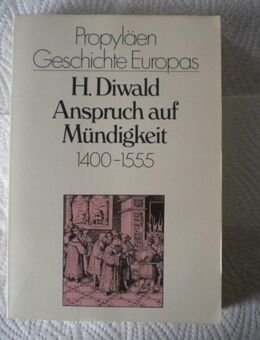 Propyläen
Geschichte Europas
H. Diwald
Anspruch auf
Mündigkeit
1400-1555